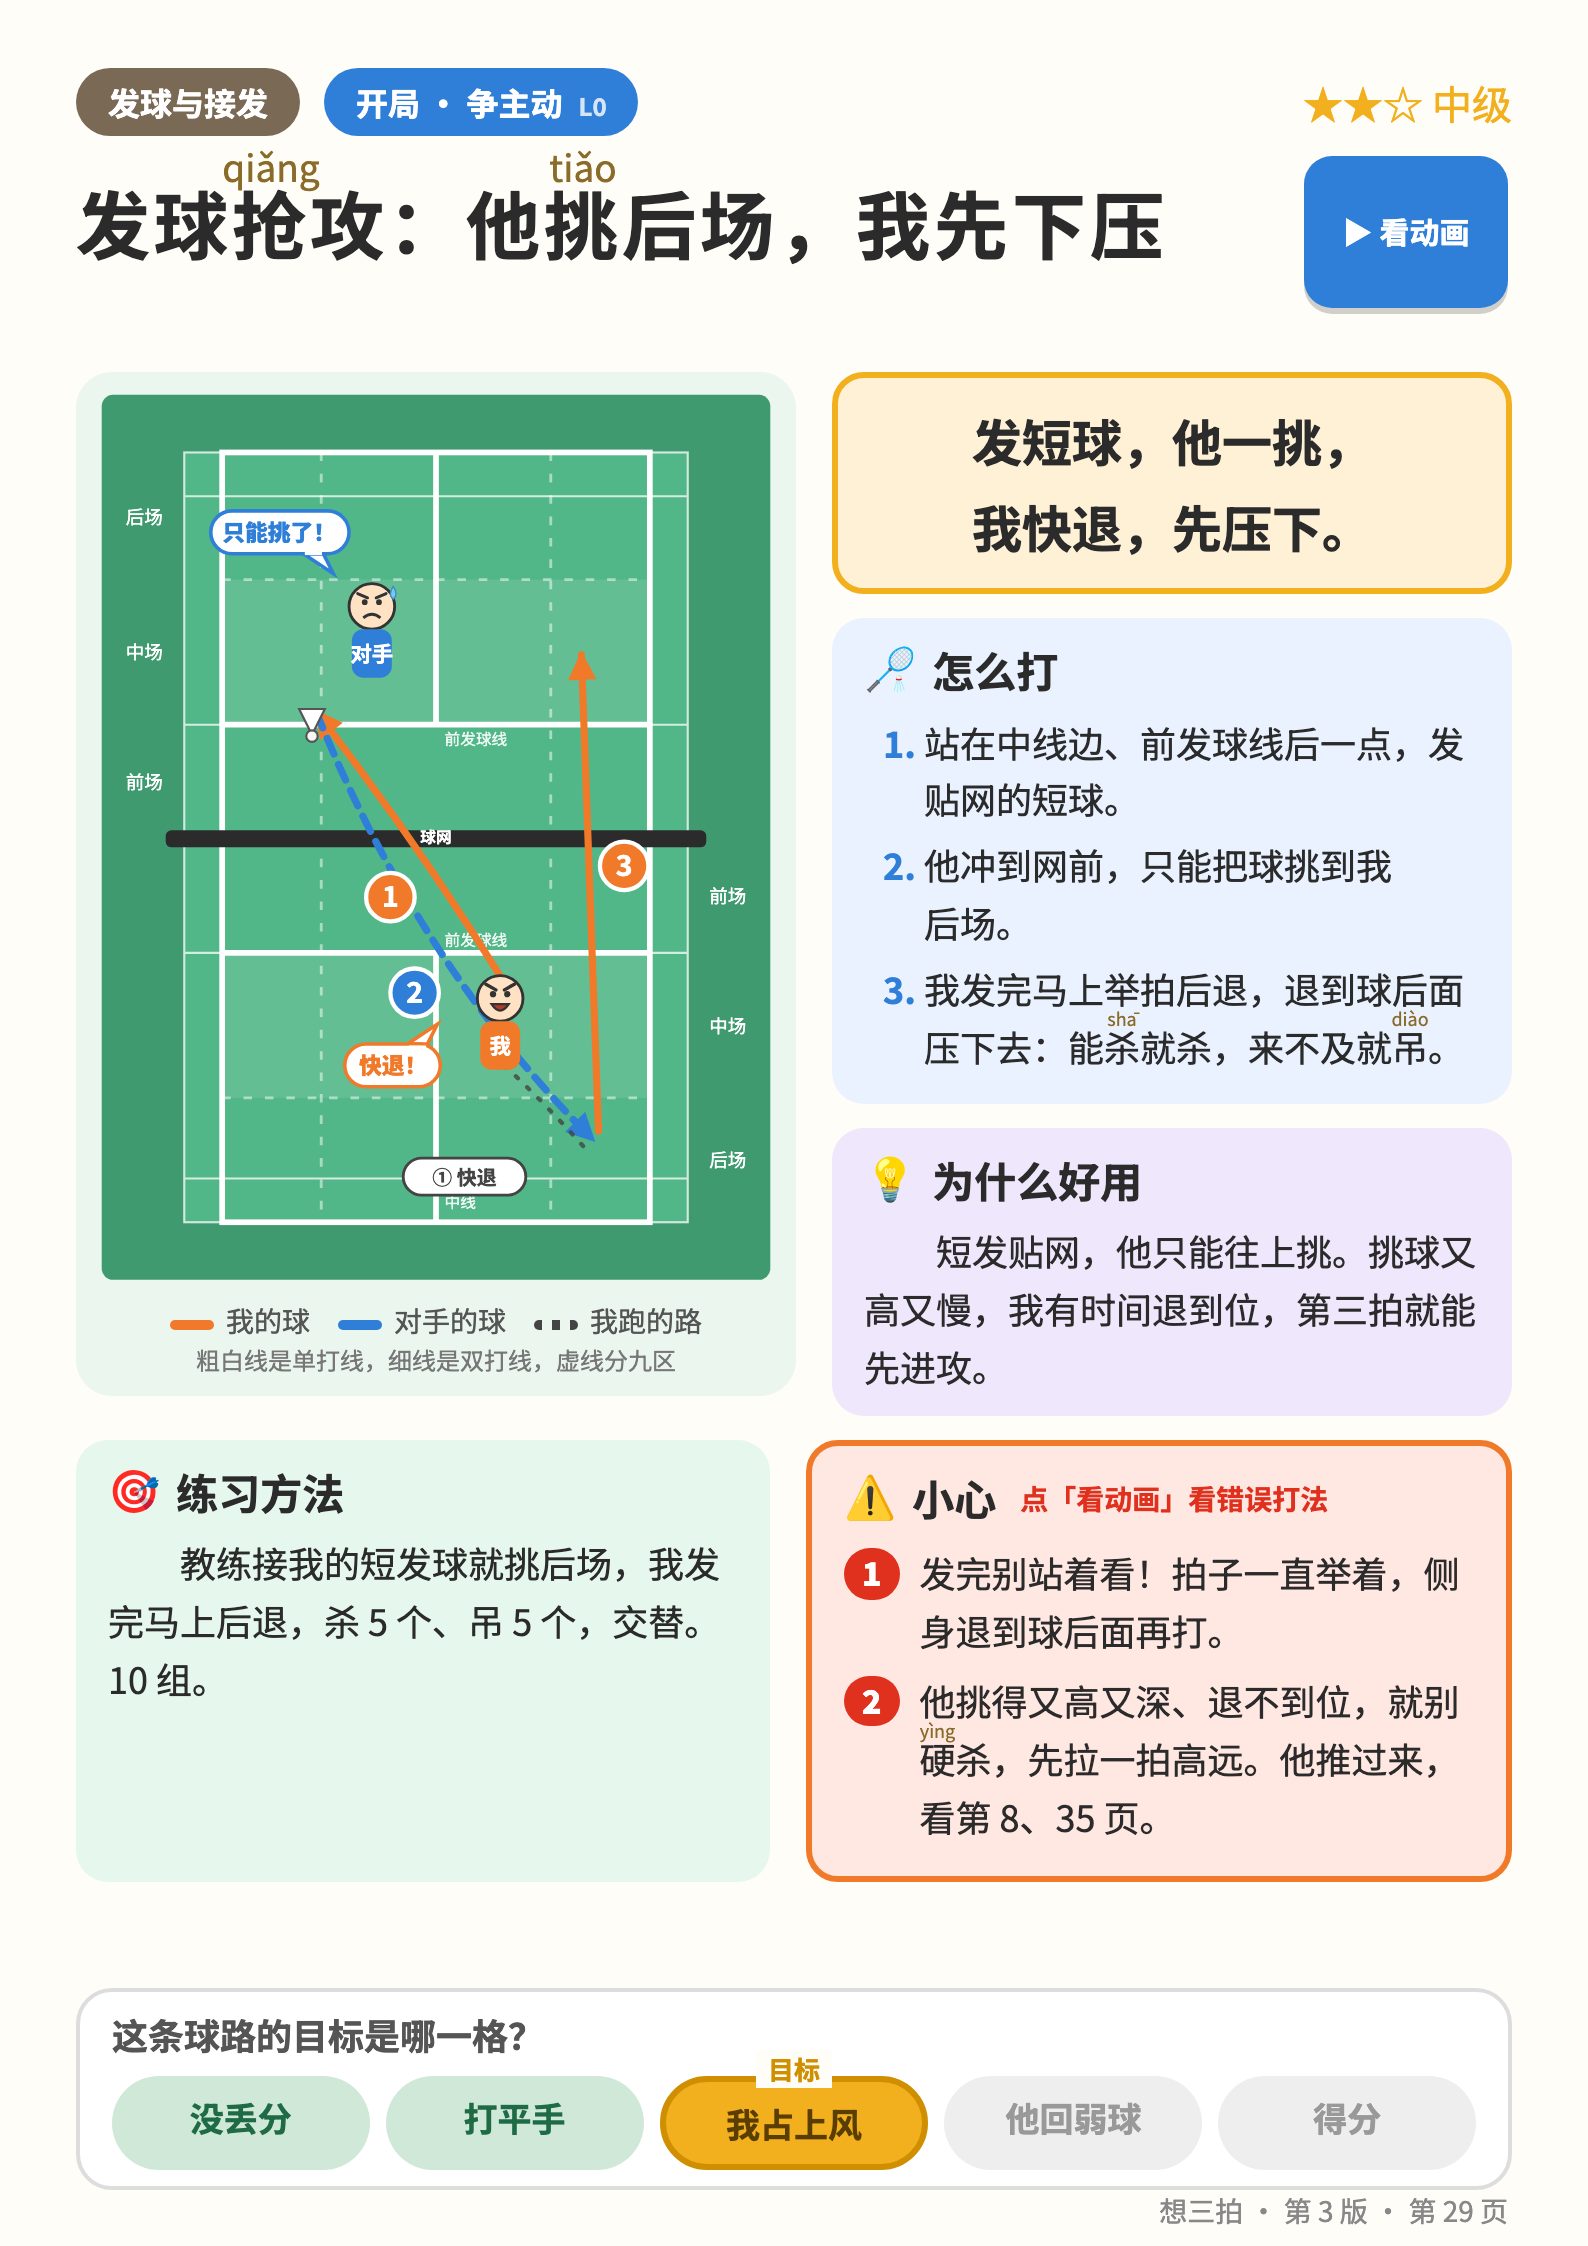 发球与接发
开局 · 争主动 L0
★★☆ 中级
qiǎng tiǎo
发球抢攻：他挑后场，我先下压
▶ 看动画
后场
只能挑了！
中场
对手
前发球线
前场
球网
3
1
前场
前发球线
2
我
中场
快退！
后场
① 快退
中线
我的球 对手的球 我跑的路
粗白线是单打线，细线是双打线，虚线分九区
发短球，他一挑，
我快退，先压下。
怎么打
1. 站在中线边、前发球线后一点，发
贴网的短球。
2. 他冲到网前，只能把球挑到我
后场。
3. 我发完马上举拍后退，退到球后面
shā diào
压下去：能杀就杀，来不及就吊。
为什么好用
短发贴网，他只能往上挑。挑球又
高又慢，我有时间退到位，第三拍就能
先进攻。
练习方法
教练接我的短发球就挑后场，我发
完马上后退，杀 5 个、吊 5 个，交替。
10 组。
小心 点「看动画」看错误打法
1 发完别站着看！拍子一直举着，侧
身退到球后面再打。
2 他挑得又高又深、退不到位，就别
yìng
硬杀，先拉一拍高远。他推过来，
看第 8、35 页。
这条球路的目标是哪一格？
目标
没丢分 打平手 我占上风 他回弱球 得分
想三拍 · 第 3 版 · 第 29 页